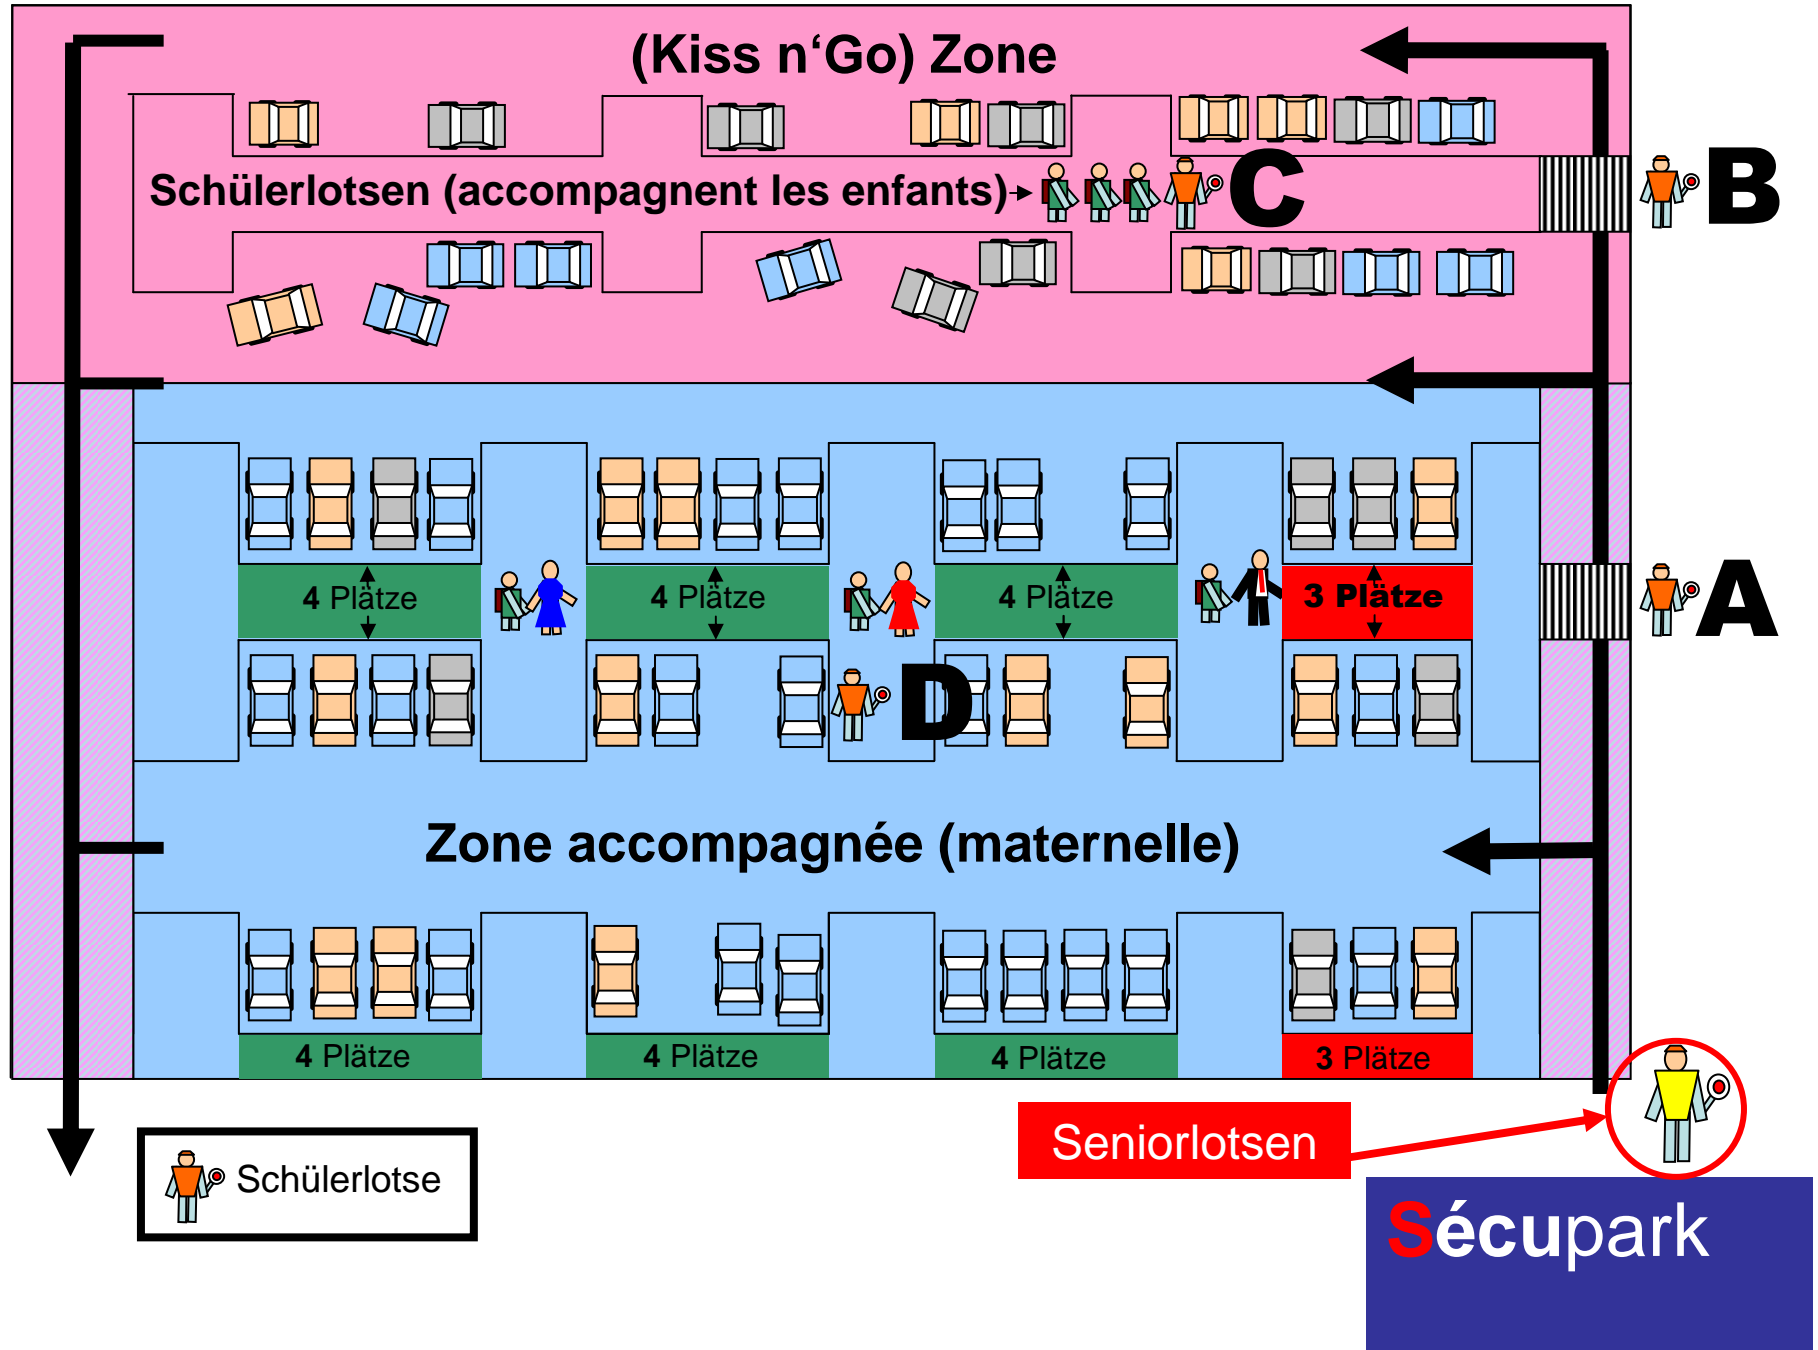 (Kiss n‘Go) Zone
Schülerlotsen (accompagnent les enfants)
C
B
4 Plätze
4 Plätze
4 Plätze
3 Plätze
A
D
Zone accompagnée (maternelle)
4 Plätze
4 Plätze
4 Plätze
3 Plätze
Schülerlotse
Seniorlotsen
Sécupark